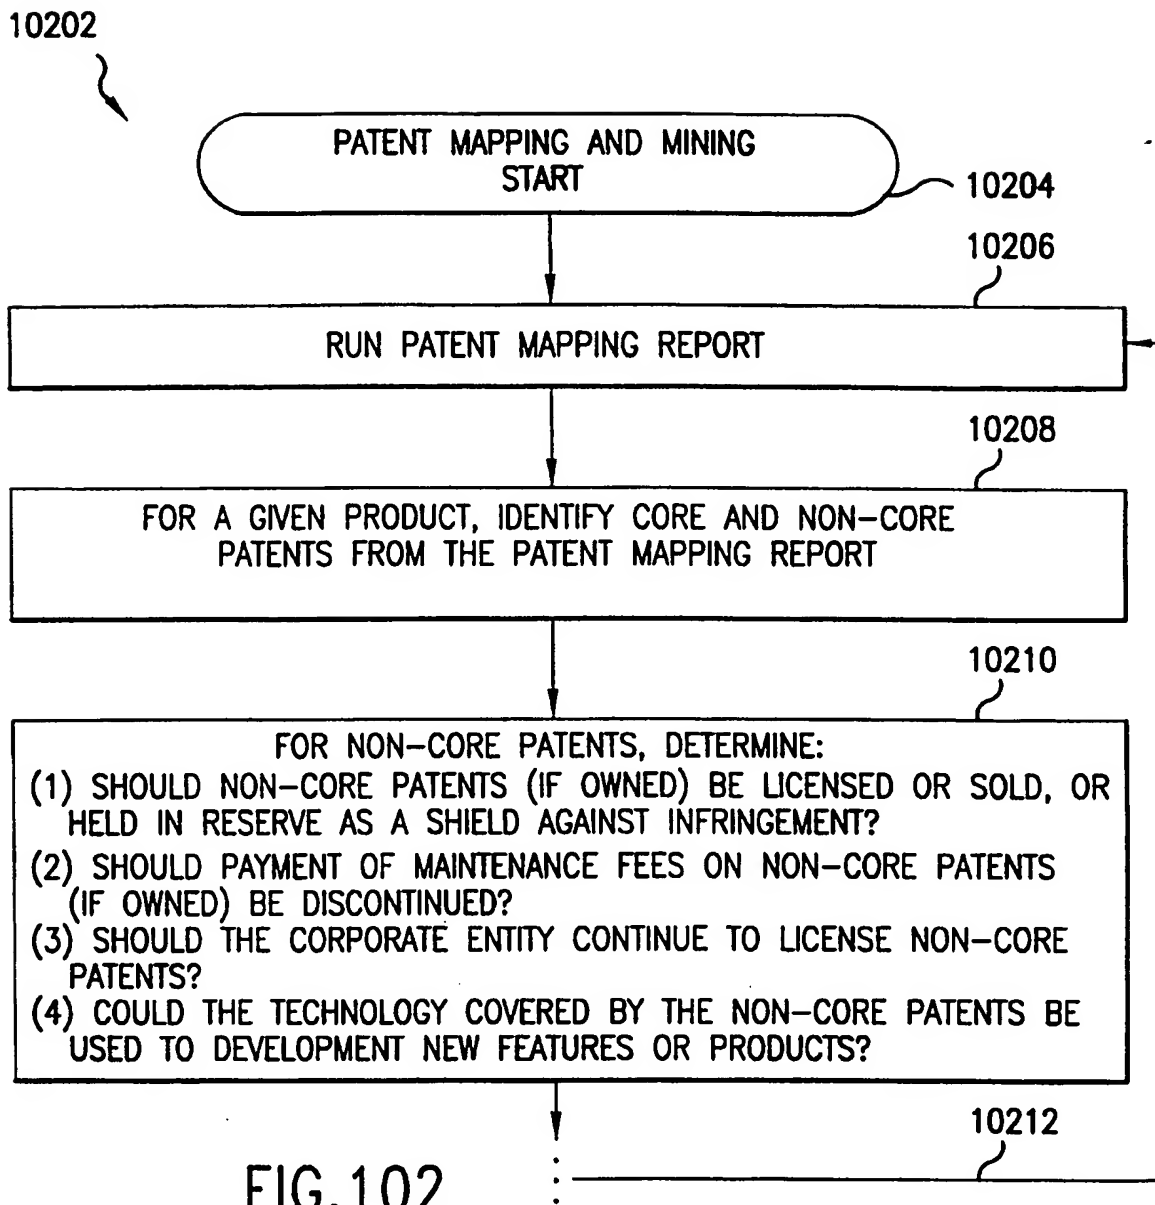 10202
PATENT MAPPING AND MINING
START
10204
10206
RUN PATENT MAPPING REPORT
10208
FOR A GIVEN PRODUCT, IDENTIFY CORE AND NON-CORE
PATENTS FROM THE PATENT MAPPING REPORT
10210
FOR NON-CORE PATENTS, DETERMINE:
(1) SHOULD NON-CORE PATENTS (IF OWNED) BE LICENSED OR SOLD, OR
HELD IN RESERVE AS A SHIELD AGAINST INFRINGEMENT?
(2) SHOULD PAYMENT OF MAINTENANCE FEES ON NON-CORE PATENTS
(IF OWNED) BE DISCONTINUED?
(3) SHOULD THE CORPORATE ENTITY CONTINUE TO LICENSE NON-CORE
PATENTS?
(4) COULD THE TECHNOLOGY COVERED BY THE NON-CORE PATENTS BE
USED TO DEVELOPMENT NEW FEATURES OR PRODUCTS?
10212
FIG.102